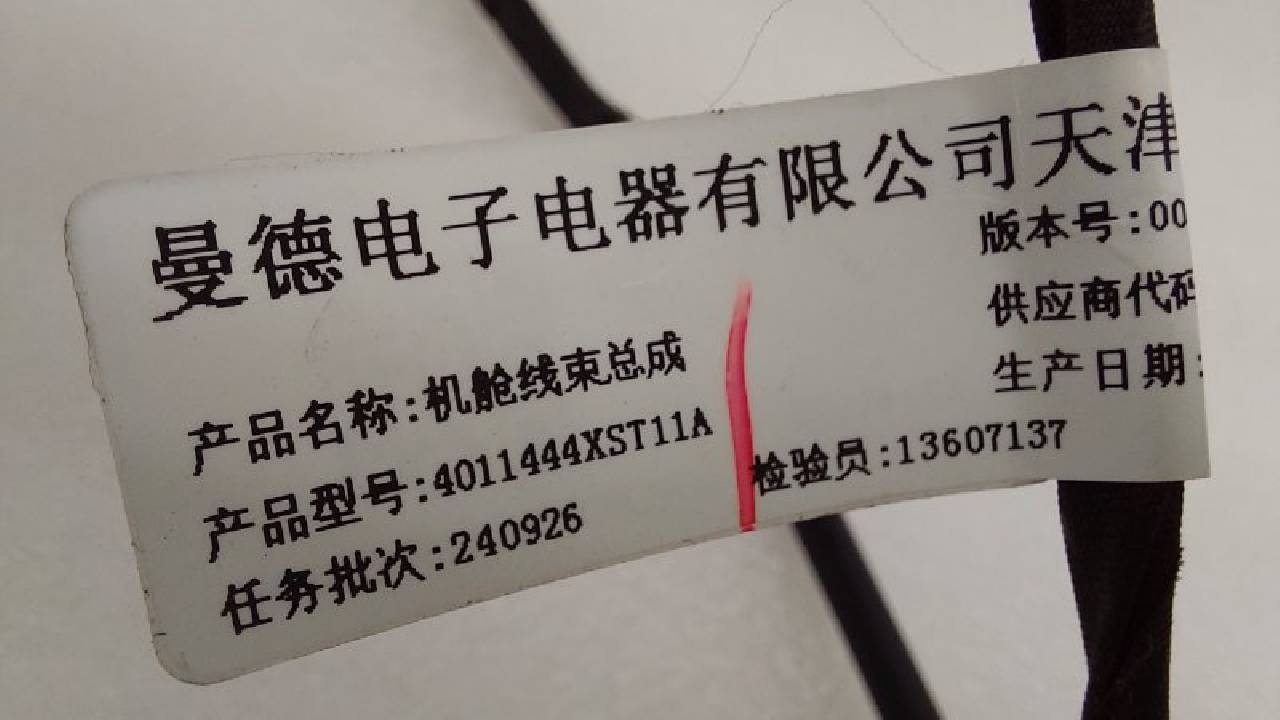 曼德电子电器有限公司天津
版本号:00
供应商代码
生产日期:
产品名称:机舱线束总成
产品型号:4011444XST11A
检验员:13607137
任务批次:240926